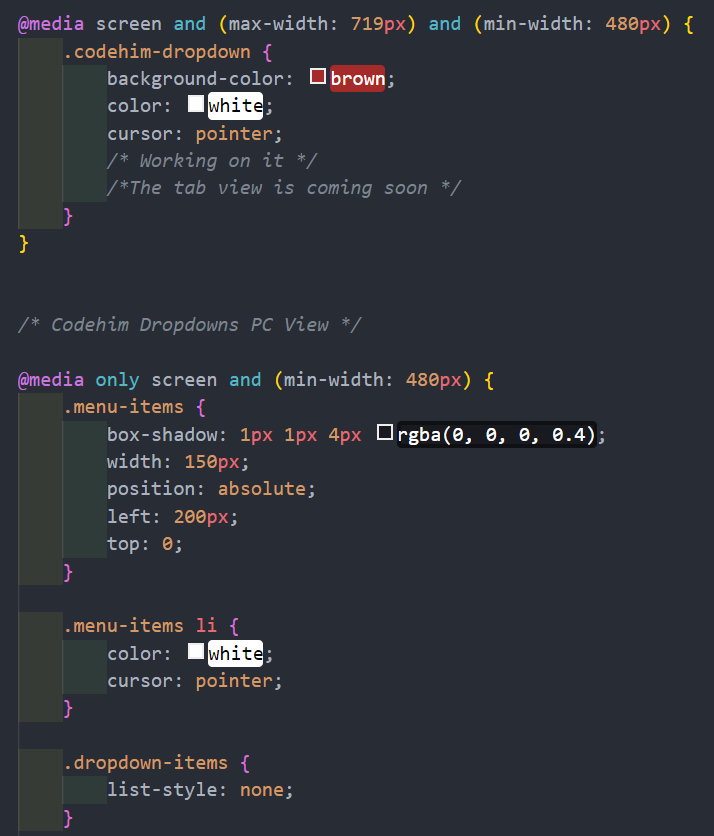 @media screen and (max-width: 719px) and (min-width: 480px) {
    .codehim-dropdown {
        background-color: brown;
        color: white;
        cursor: pointer;
        /* Working on it */
        /*The tab view is coming soon */
    }
}
/* Codehim Dropdowns PC View */
@media only screen and (min-width: 480px) {
    .menu-items {
        box-shadow: 1px 1px 4px rgba(0, 0, 0, 0.4);
        width: 150px;
        position: absolute;
        left: 200px;
        top: 0;
    }
    .menu-items li {
        color: white;
        cursor: pointer;
    }
    .dropdown-items {
        list-style: none;
    }